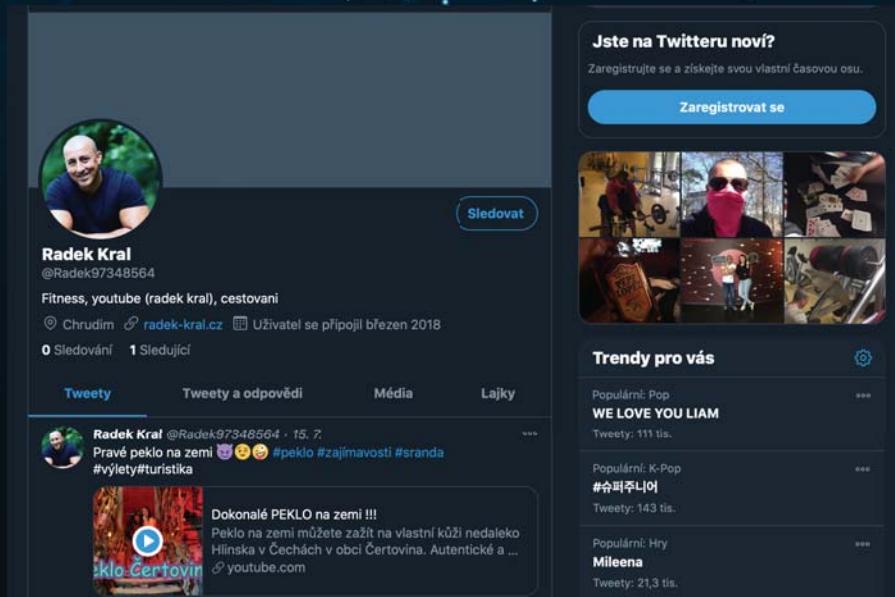 Radek Kral
@Radek97348564
Sledovat
Fitness, youtube (radek kral), cestovani
Chrudim radek-kral.cz Uživatel se připojil březen 2018
0 Sledování 1 Sledující
Tweety Tweety a odpovědi Média Lajky
Radek Kral @Radek97348564 · 15. 7.
Pravé peklo na zemi 😈😉🤪 #peklo #zajímavosti #sranda
#výlety#turistika
Dokonalé PEKLO na zemi !!!
Peklo na zemi můžete zažít na vlastní kůži nedaleko
Hlinska v Čechách v obci Čertovina. Autentické a ...
youtube.com
eklo Čertovin
Jste na Twitteru noví?
Zaregistrujte se a získejte svou vlastní časovou osu.
Zaregistrovat se
PEPE
LOPEZ
Trendy pro vás
Populární: Pop
WE LOVE YOU LIAM
Tweety: 111 tis.
Populární: K-Pop
#슈퍼주니어
Tweety: 143 tis.
Populární: Hry
Mileena
Tweety: 21,3 tis.